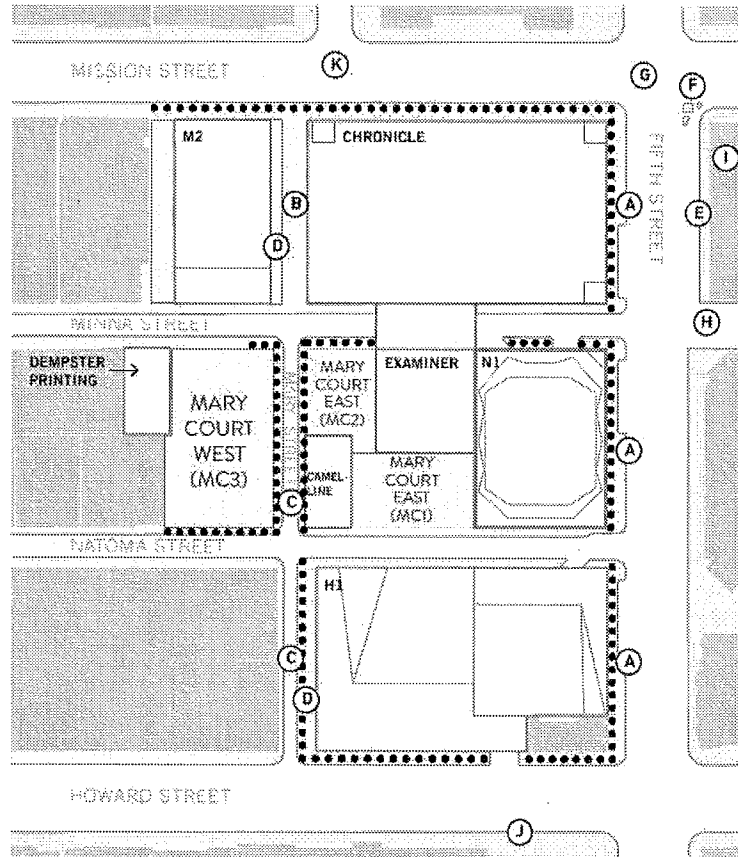 K
MISSION STREET
G
F
M2
CHRONICLE
FIFTH STREET
I
B
A
E
D
MINNA STREET
H
DEMPSTER
PRINTING
MARY
COURT
EAST
(MC2)
EXAMINER
N1
MARY
COURT
WEST
(MC3)
A
MARY
COURT
EAST
(MC1)
CAMEL-
LINE
C
NATOMA STREET
H1
C
A
D
HOWARD STREET
J